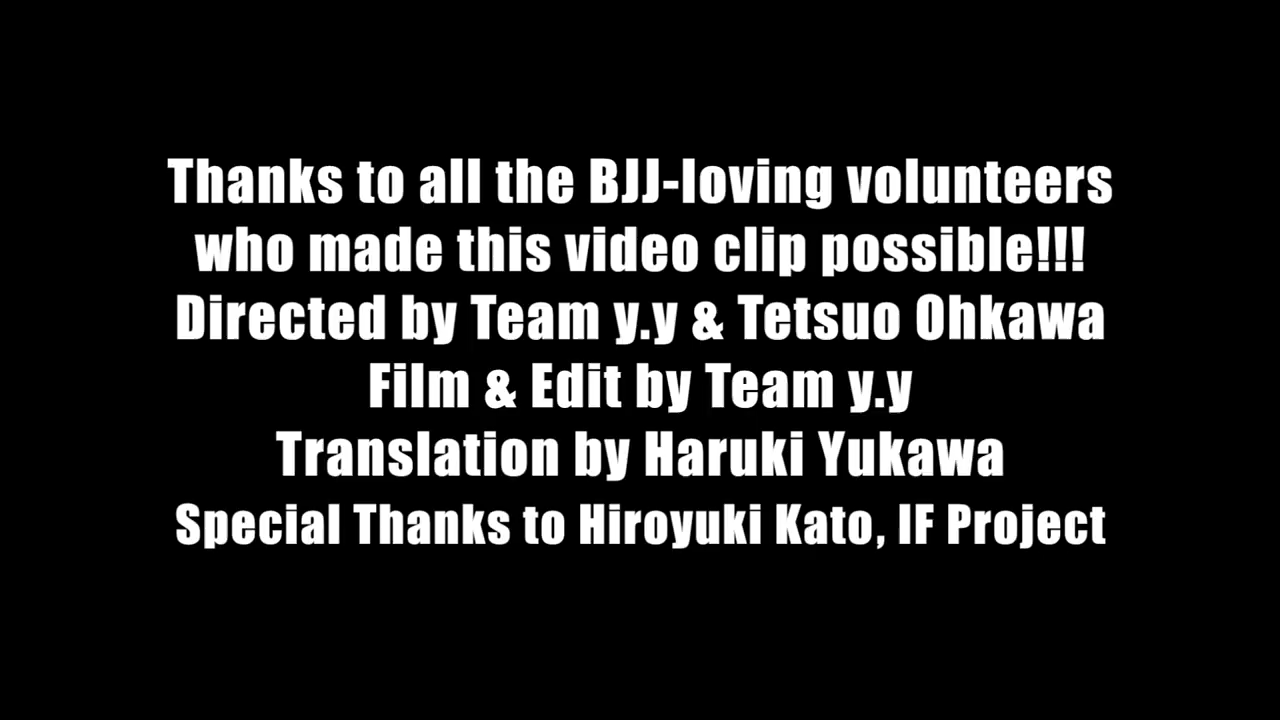 Thanks to all the BJJ-loving volunteers
who made this video clip possible!!!
Directed by Team y.y & Tetsuo Ohkawa
Film & Edit by Team y.y
Translation by Haruki Yukawa
Special Thanks to Hiroyuki Kato, IF Project